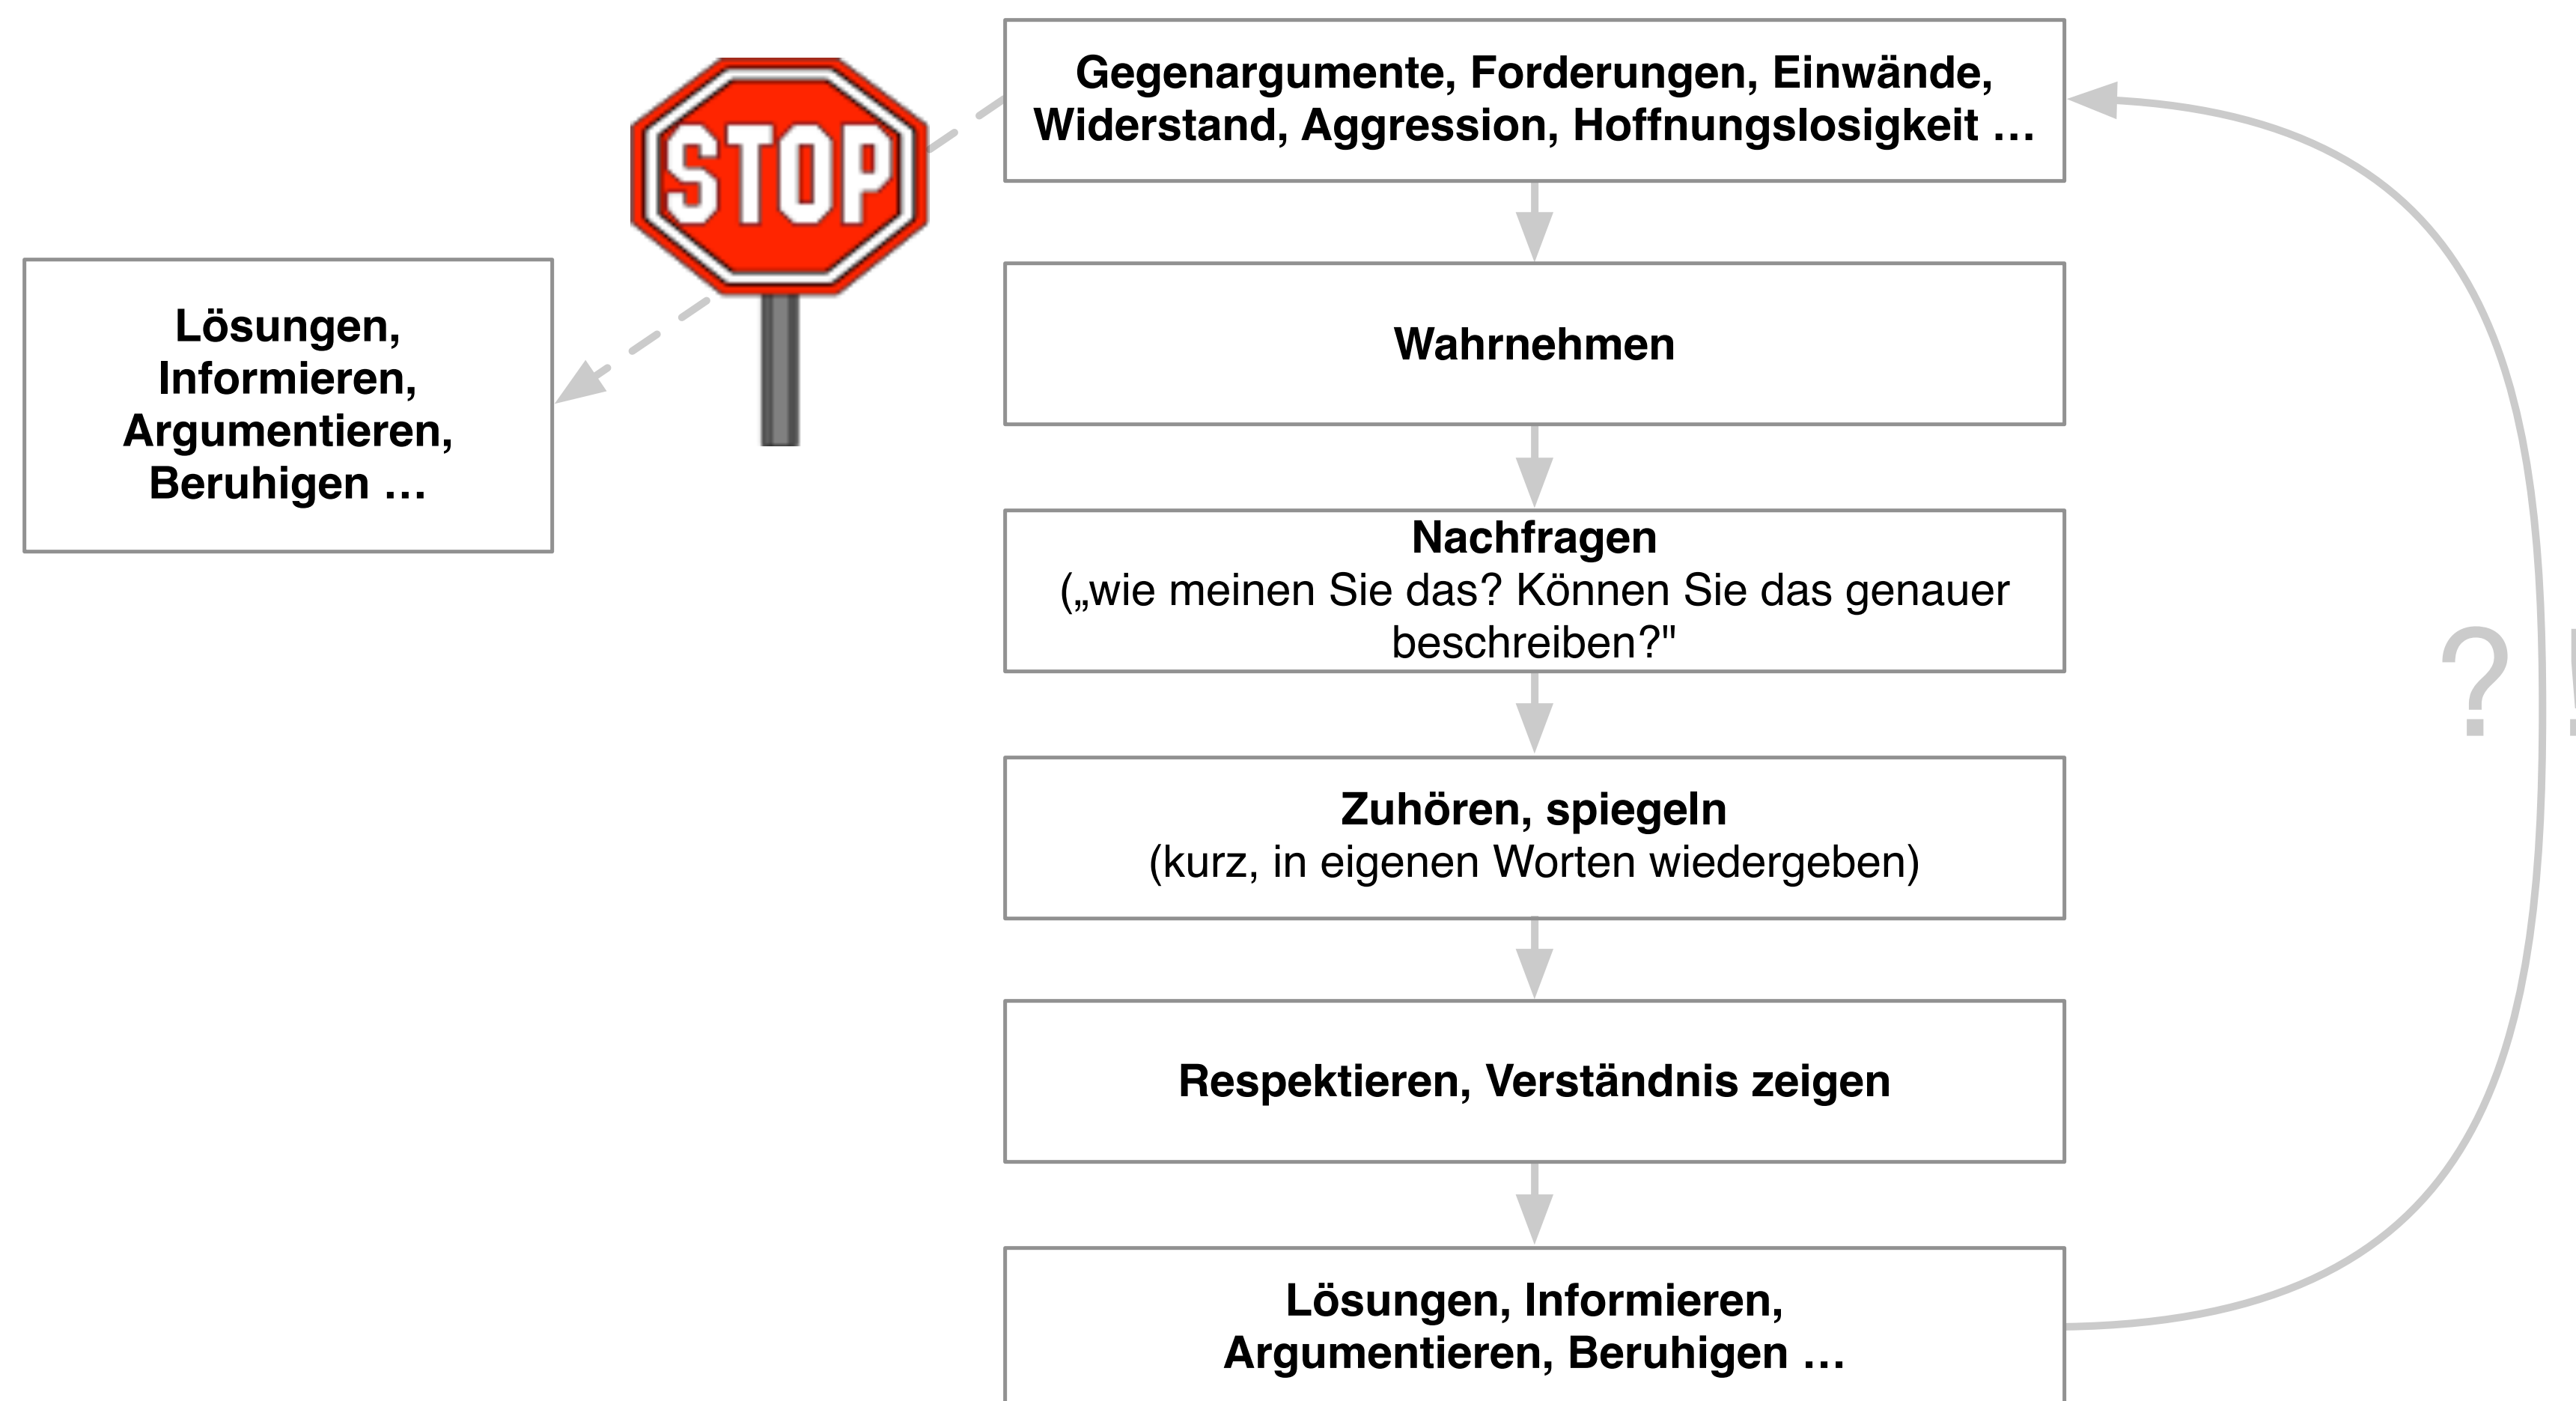 Gegenargumente, Forderungen, Einwände,
Widerstand, Aggression, Hoffnungslosigkeit …
STOP
Lösungen,
Informieren,
Argumentieren,
Beruhigen …
Wahrnehmen
Nachfragen
(„wie meinen Sie das? Können Sie das genauer
beschreiben?"
? !
Zuhören, spiegeln
(kurz, in eigenen Worten wiedergeben)
Respektieren, Verständnis zeigen
Lösungen, Informieren,
Argumentieren, Beruhigen …